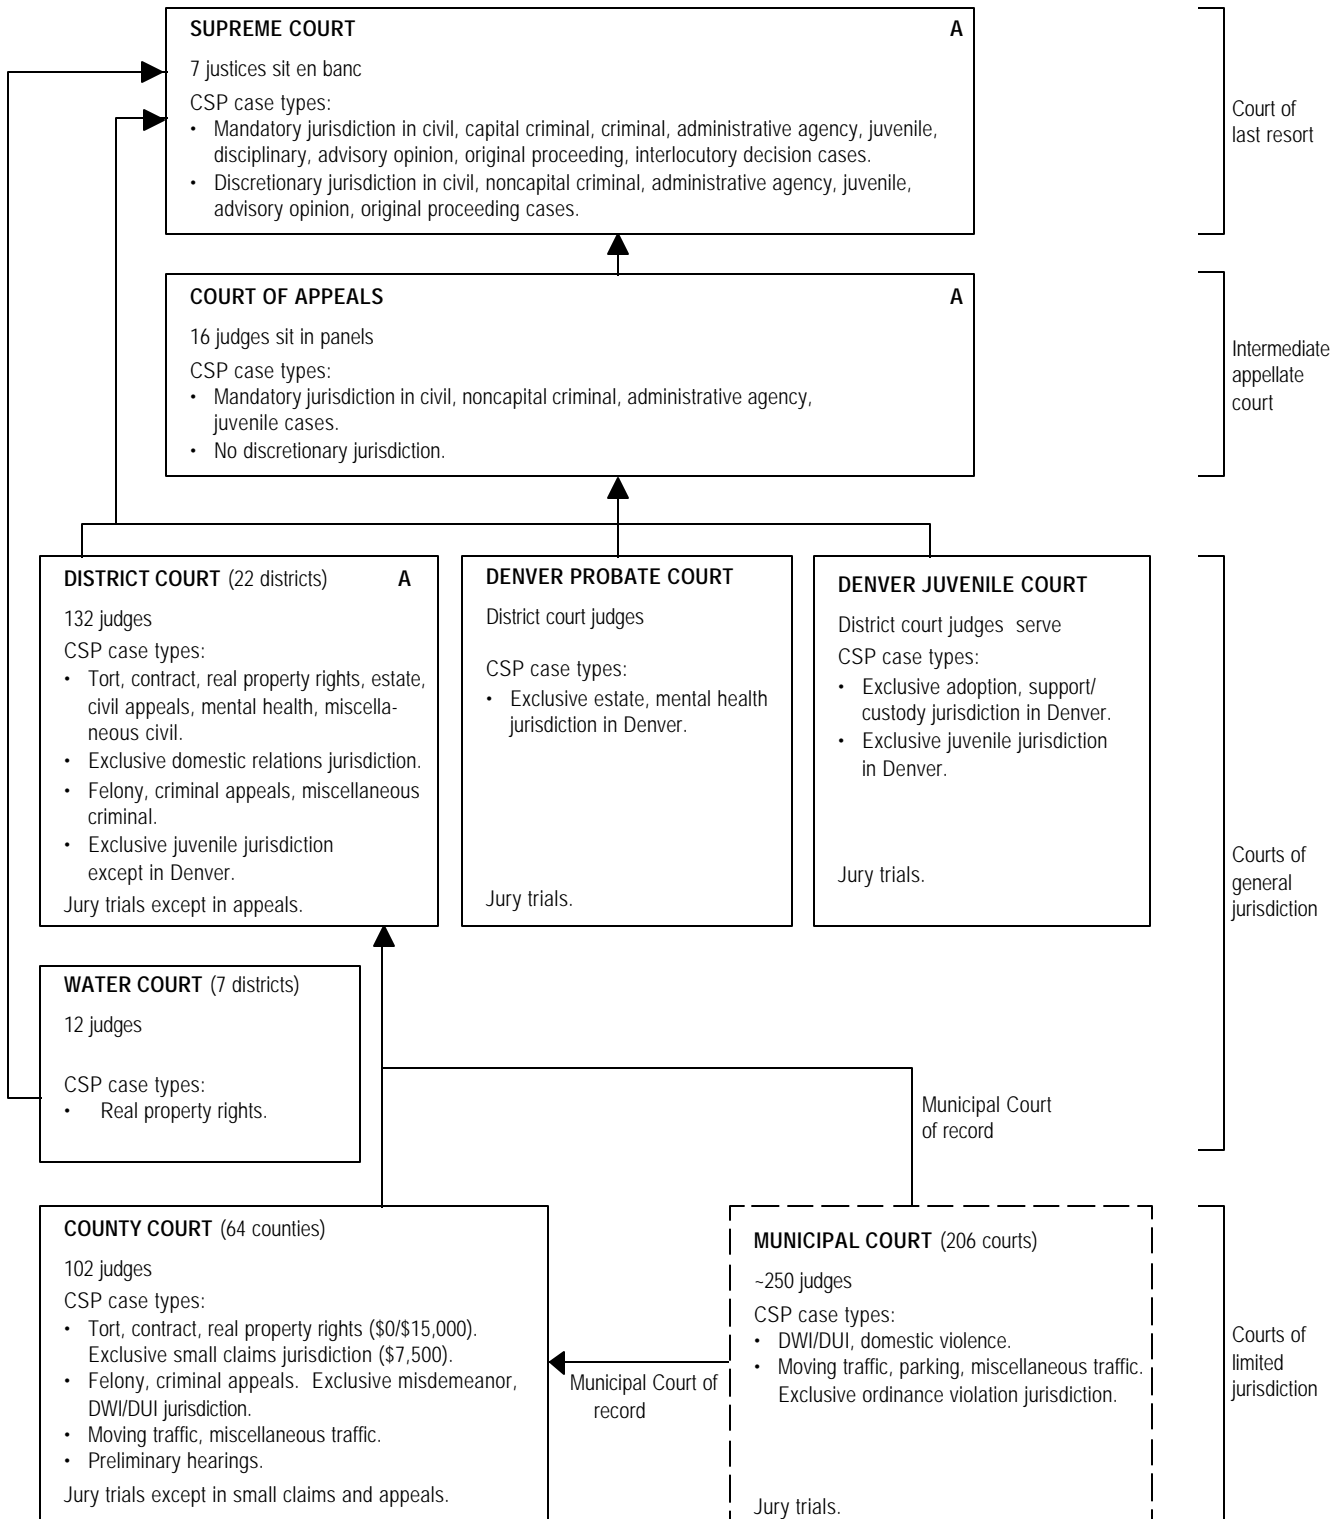 SUPREME COURT A
7 justices sit en banc
CSP case types:
• Mandatory jurisdiction in civil, capital criminal, criminal, administrative agency, juvenile,
disciplinary, advisory opinion, original proceeding, interlocutory decision cases.
• Discretionary jurisdiction in civil, noncapital criminal, administrative agency, juvenile,
advisory opinion, original proceeding cases.
Court of
last resort
COURT OF APPEALS A
16 judges sit in panels
CSP case types:
• Mandatory jurisdiction in civil, noncapital criminal, administrative agency,
juvenile cases.
• No discretionary jurisdiction.
Intermediate
appellate
court
DISTRICT COURT (22 districts) A
132 judges
CSP case types:
• Tort, contract, real property rights, estate,
civil appeals, mental health, miscella-
neous civil.
• Exclusive domestic relations jurisdiction.
• Felony, criminal appeals, miscellaneous
criminal.
• Exclusive juvenile jurisdiction
except in Denver.
Jury trials except in appeals.
DENVER PROBATE COURT
District court judges
CSP case types:
• Exclusive estate, mental health
jurisdiction in Denver.
Jury trials.
DENVER JUVENILE COURT
District court judges serve
CSP case types:
• Exclusive adoption, support/
custody jurisdiction in Denver.
• Exclusive juvenile jurisdiction
in Denver.
Jury trials.
Courts of
general
jurisdiction
WATER COURT (7 districts)
12 judges
CSP case types:
• Real property rights.
Municipal Court
of record
COUNTY COURT (64 counties)
102 judges
CSP case types:
• Tort, contract, real property rights ($0/$15,000).
Exclusive small claims jurisdiction ($7,500).
• Felony, criminal appeals. Exclusive misdemeanor,
DWI/DUI jurisdiction.
• Moving traffic, miscellaneous traffic.
• Preliminary hearings.
Jury trials except in small claims and appeals.
Municipal Court of
record
MUNICIPAL COURT (206 courts)
~250 judges
CSP case types:
• DWI/DUI, domestic violence.
• Moving traffic, parking, miscellaneous traffic.
Exclusive ordinance violation jurisdiction.
Jury trials.
Courts of
limited
jurisdiction